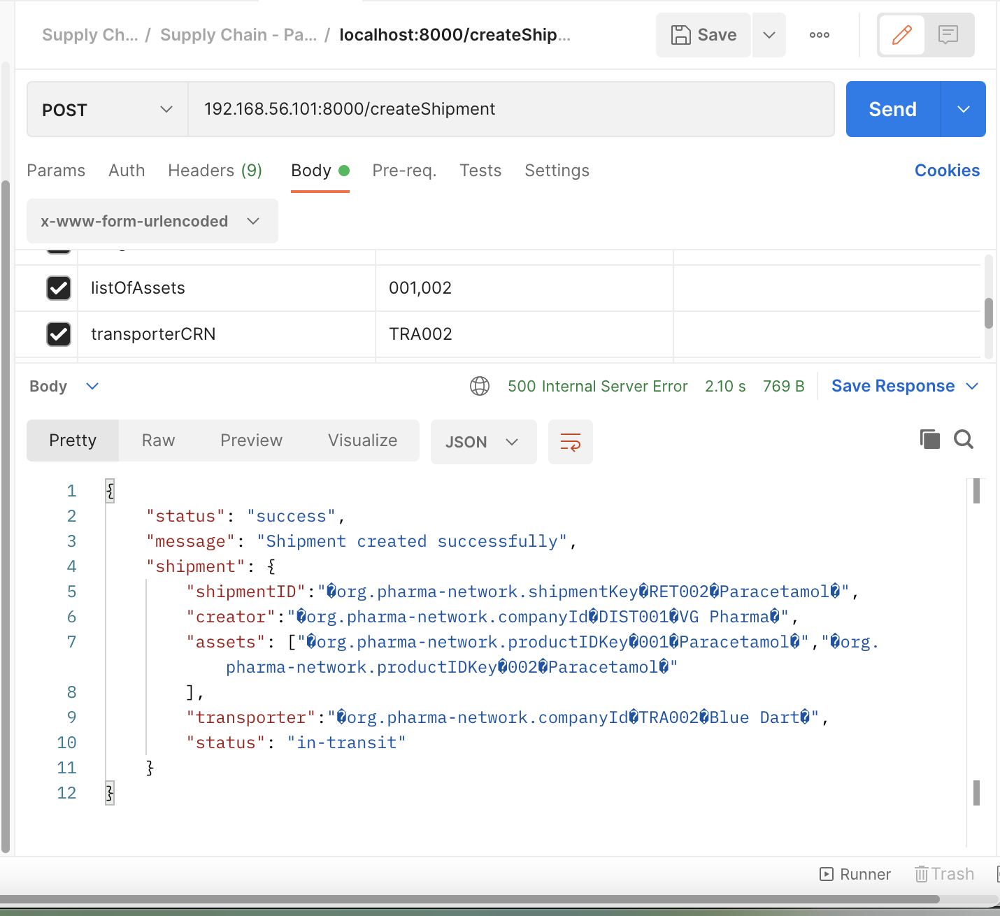 Supply Ch... / Supply Chain - Pa... / localhost:8000/createShip...
Save
POST
192.168.56.101:8000/createShipment
Send
Params Auth Headers (9) Body Pre-req. Tests Settings Cookies
x-www-form-urlencoded
listOfAssets 001,002
transporterCRN TRA002
Body
500 Internal Server Error 2.10 s 769 B Save Response
Pretty Raw Preview Visualize JSON
1 {
2 "status": "success",
3 "message": "Shipment created successfully",
4 "shipment": {
5 "shipmentID":"�org.pharma-network.shipmentKey�RET002�Paracetamol�",
6 "creator":"�org.pharma-network.companyId�DIST001�VG Pharma�",
7 "assets": ["�org.pharma-network.productIDKey�001�Paracetamol�","�org.
pharma-network.productIDKey�002�Paracetamol�"
8 ],
9 "transporter":"�org.pharma-network.companyId�TRA002�Blue Dart�",
10 "status": "in-transit"
11 }
12 }
Runner Trash